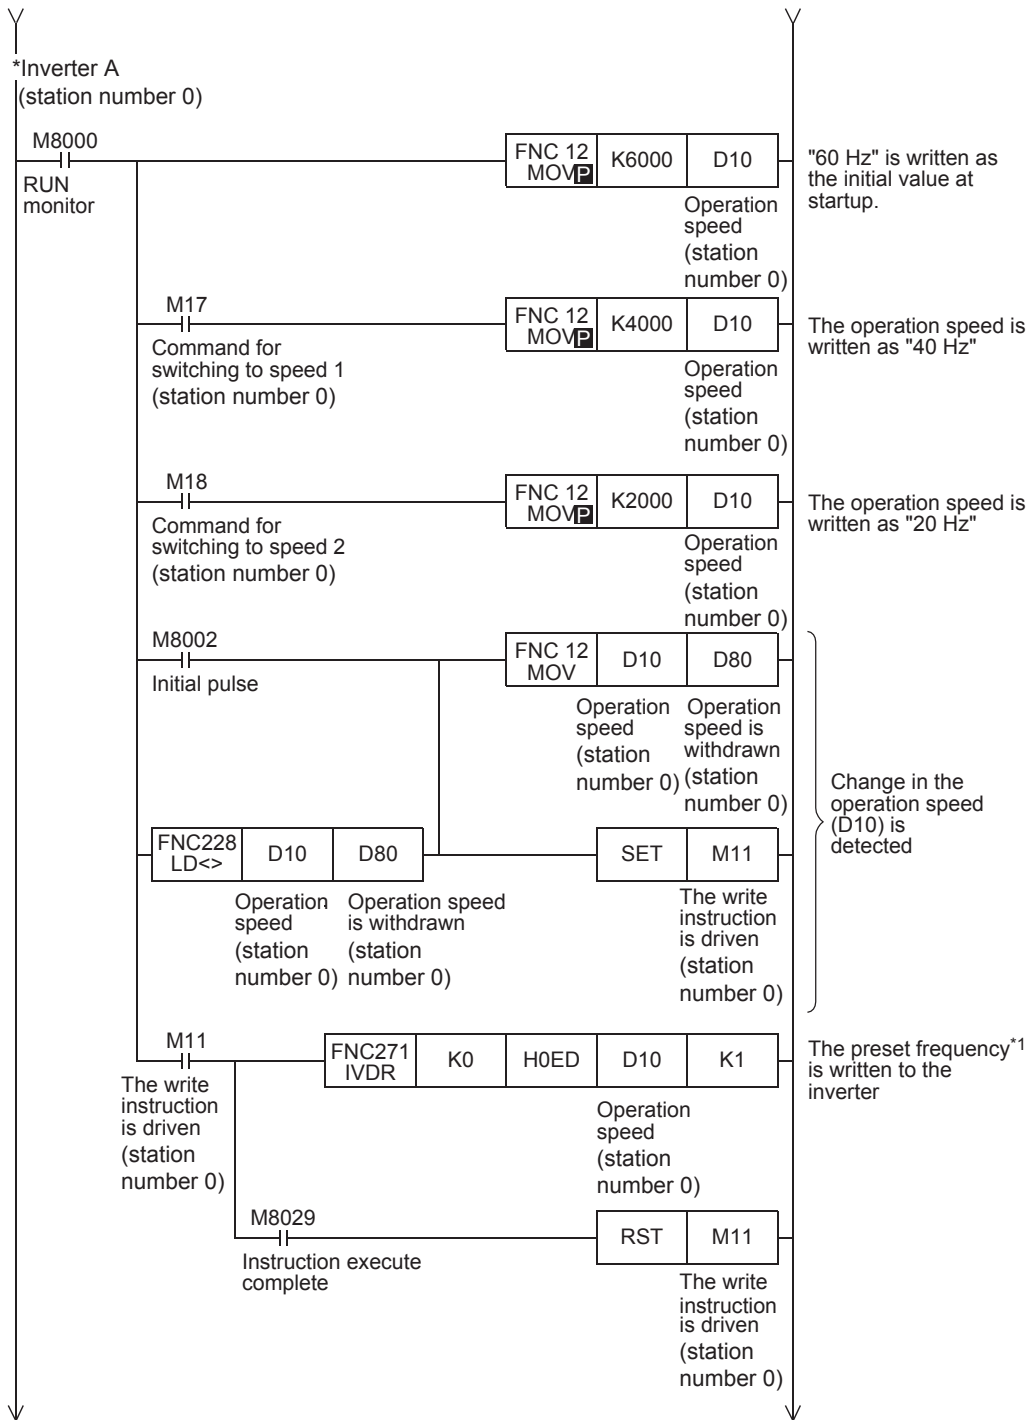 *Inverter A
(station number 0)
M8000
RUN
monitor
FNC 12
MOVP
K6000
D10
Operation
speed
(station
number 0)
"60 Hz" is written as
the initial value at
startup.
M17
Command for
switching to speed 1
(station number 0)
FNC 12
MOVP
K4000
D10
Operation
speed
(station
number 0)
The operation speed is
written as "40 Hz"
M18
Command for
switching to speed 2
(station number 0)
FNC 12
MOVP
K2000
D10
Operation
speed
(station
number 0)
The operation speed is
written as "20 Hz"
M8002
Initial pulse
FNC 12
MOV
D10
D80
Operation
speed
(station
number 0)
Operation
speed is
withdrawn
(station
number 0)
Change in the
operation speed
(D10) is
detected
FNC228
LD<>
D10
D80
Operation
speed
(station
number 0)
Operation speed
is withdrawn
(station
number 0)
SET
M11
The write
instruction
is driven
(station
number 0)
M11
The write
instruction
is driven
(station
number 0)
FNC271
IVDR
K0
H0ED
D10
K1
Operation
speed
(station
number 0)
The preset frequency*1
is written to the
inverter
M8029
Instruction execute
complete
RST
M11
The write
instruction
is driven
(station
number 0)